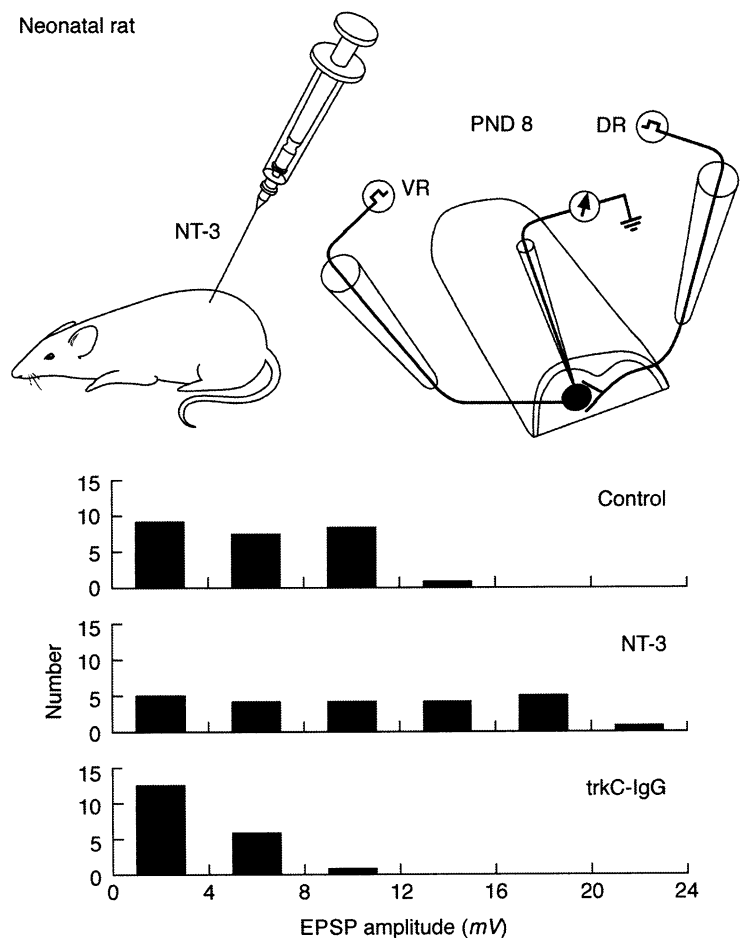 Neonatal rat
PND 8
DR
VR
NT-3
15
10
5
0
Control
15
10
5
0
NT-3
15
10
5
0
trkC-IgG
Number
0 4 8 12 16 20 24
EPSP amplitude (mV)